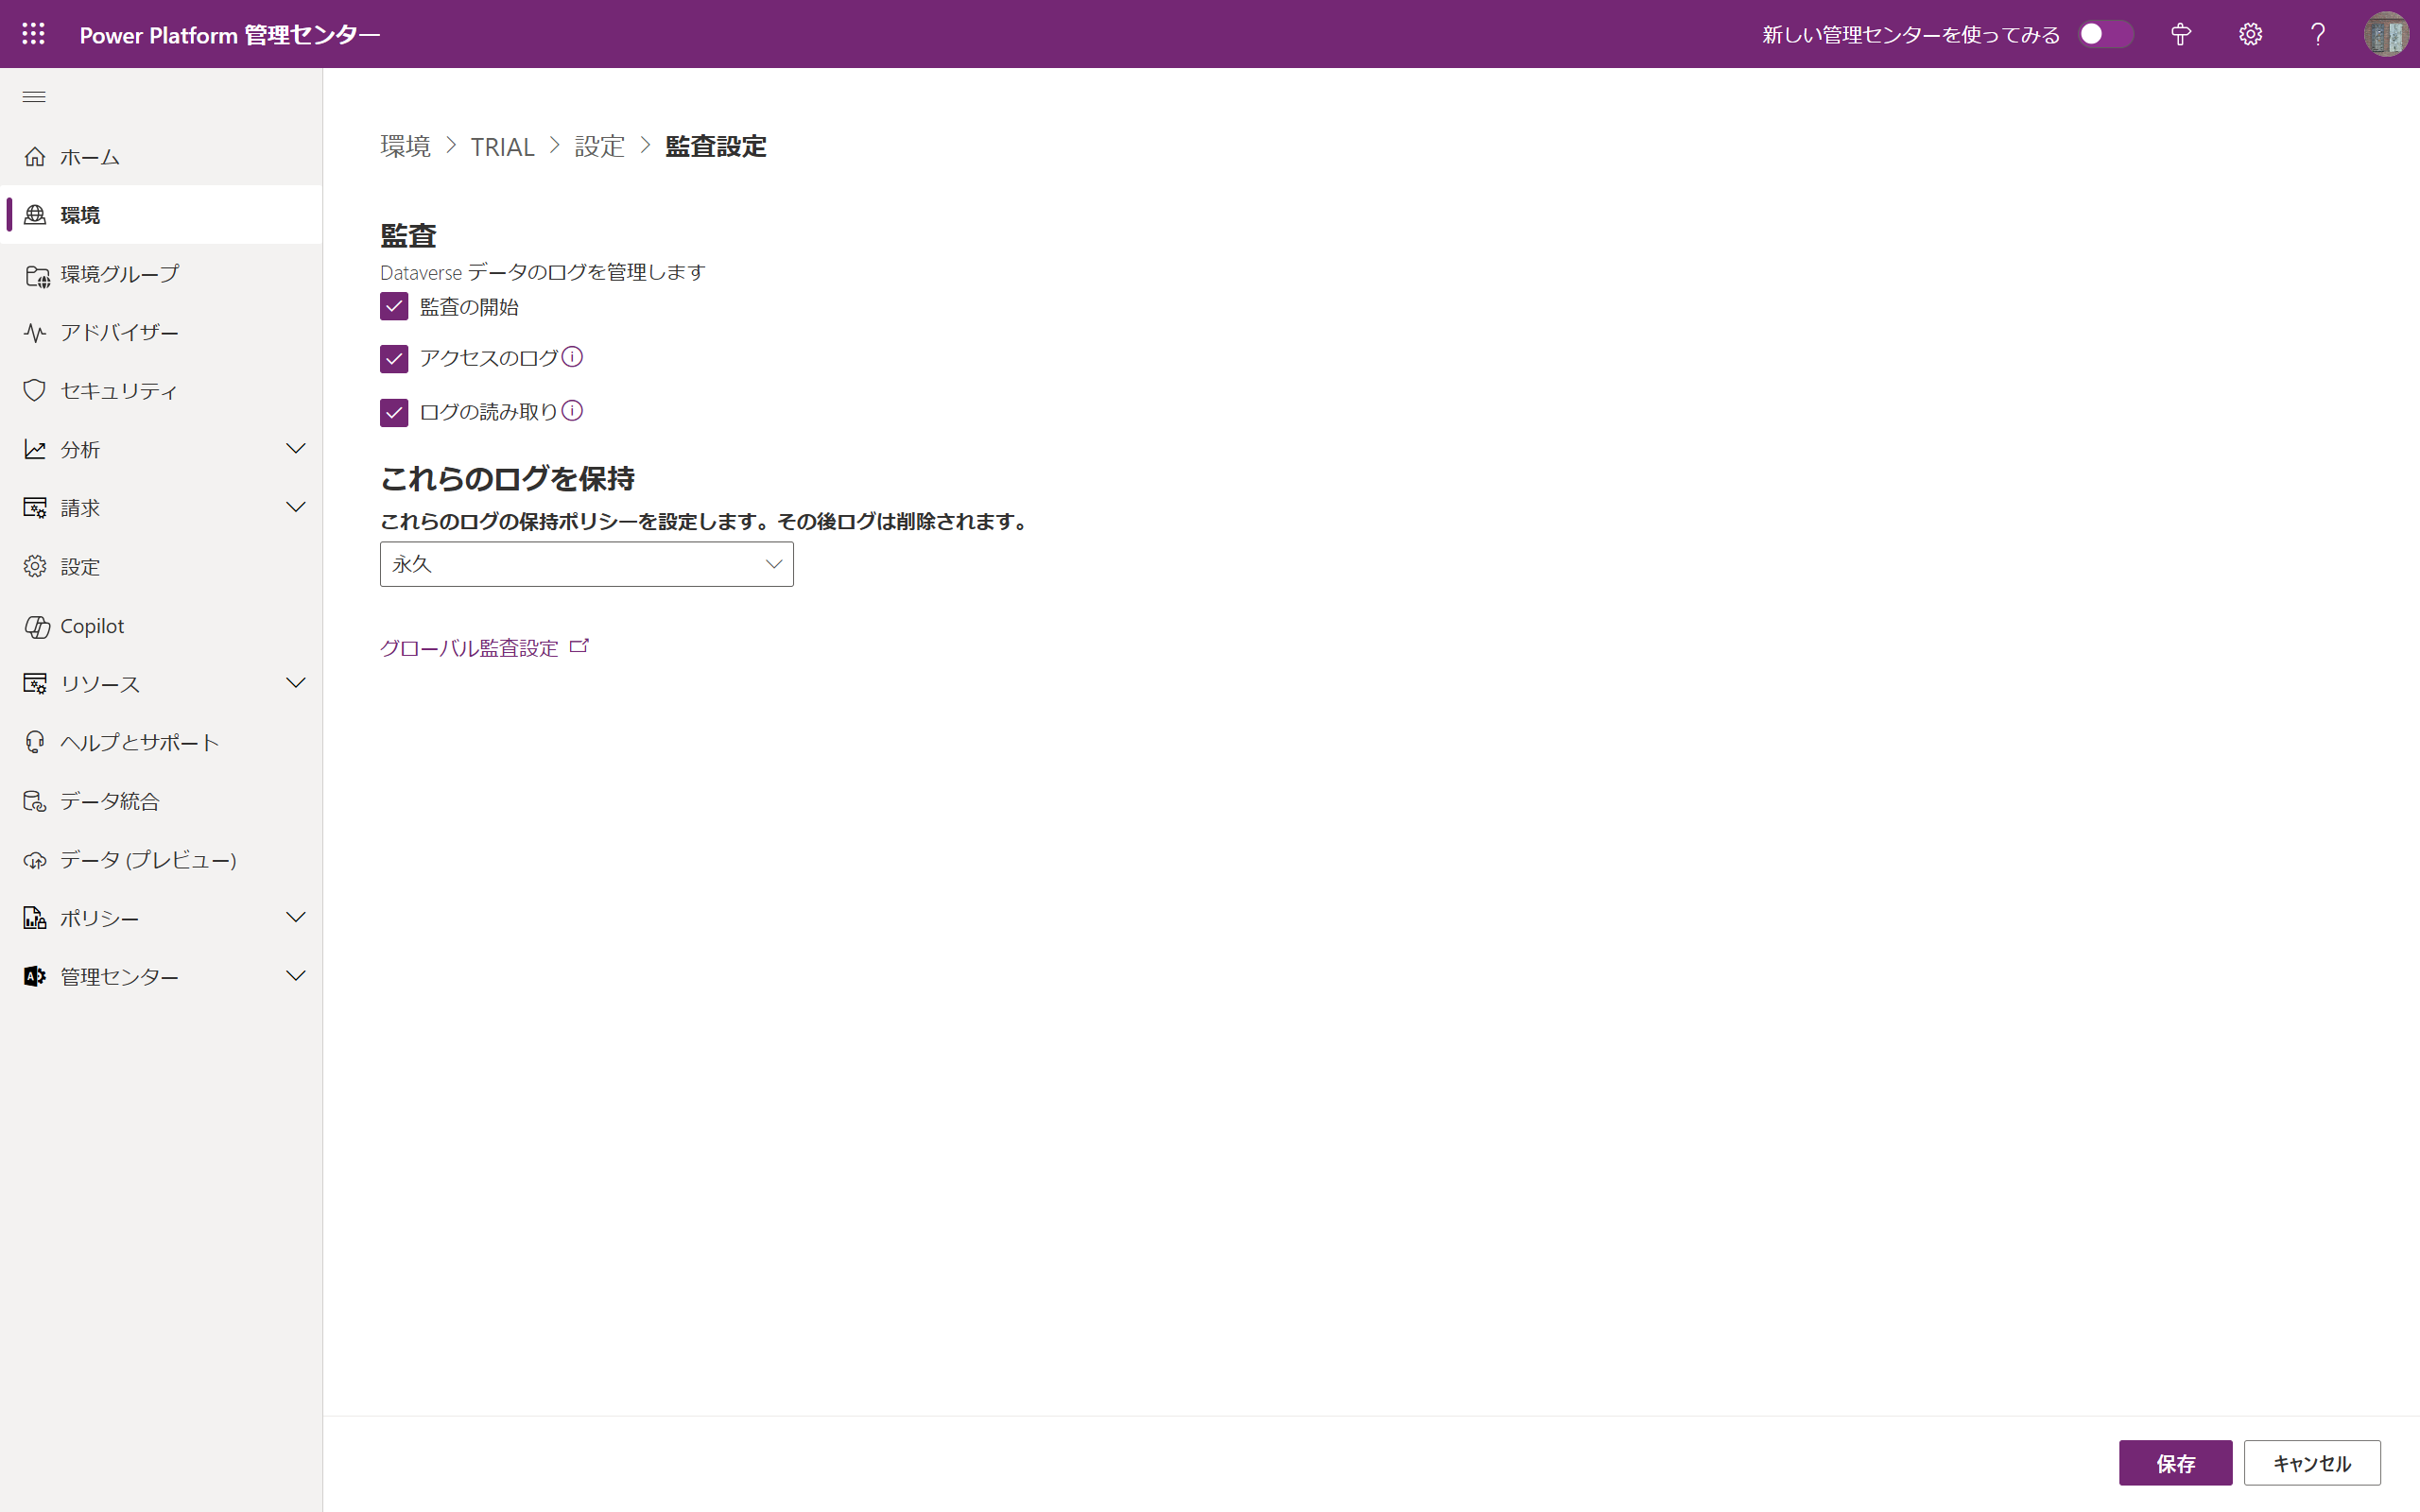 Power Platform 管理センター
新しい管理センターを使ってみる
ホーム
環境
環境グループ
アドバイザー
セキュリティ
分析
請求
設定
Copilot
リソース
ヘルプとサポート
データ統合
データ (プレビュー)
ポリシー
管理センター
環境 > TRIAL > 設定 > 監査設定
監査
Dataverse データのログを管理します
監査の開始
アクセスのログ
ログの読み取り
これらのログを保持
これらのログの保持ポリシーを設定します。その後ログは削除されます。
永久
グローバル監査設定
保存
キャンセル